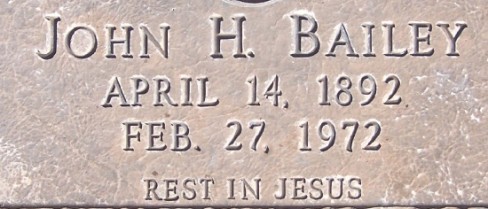 JOHN H. BAILEY
APRIL 14, 1892
FEB. 27, 1972
REST IN JESUS